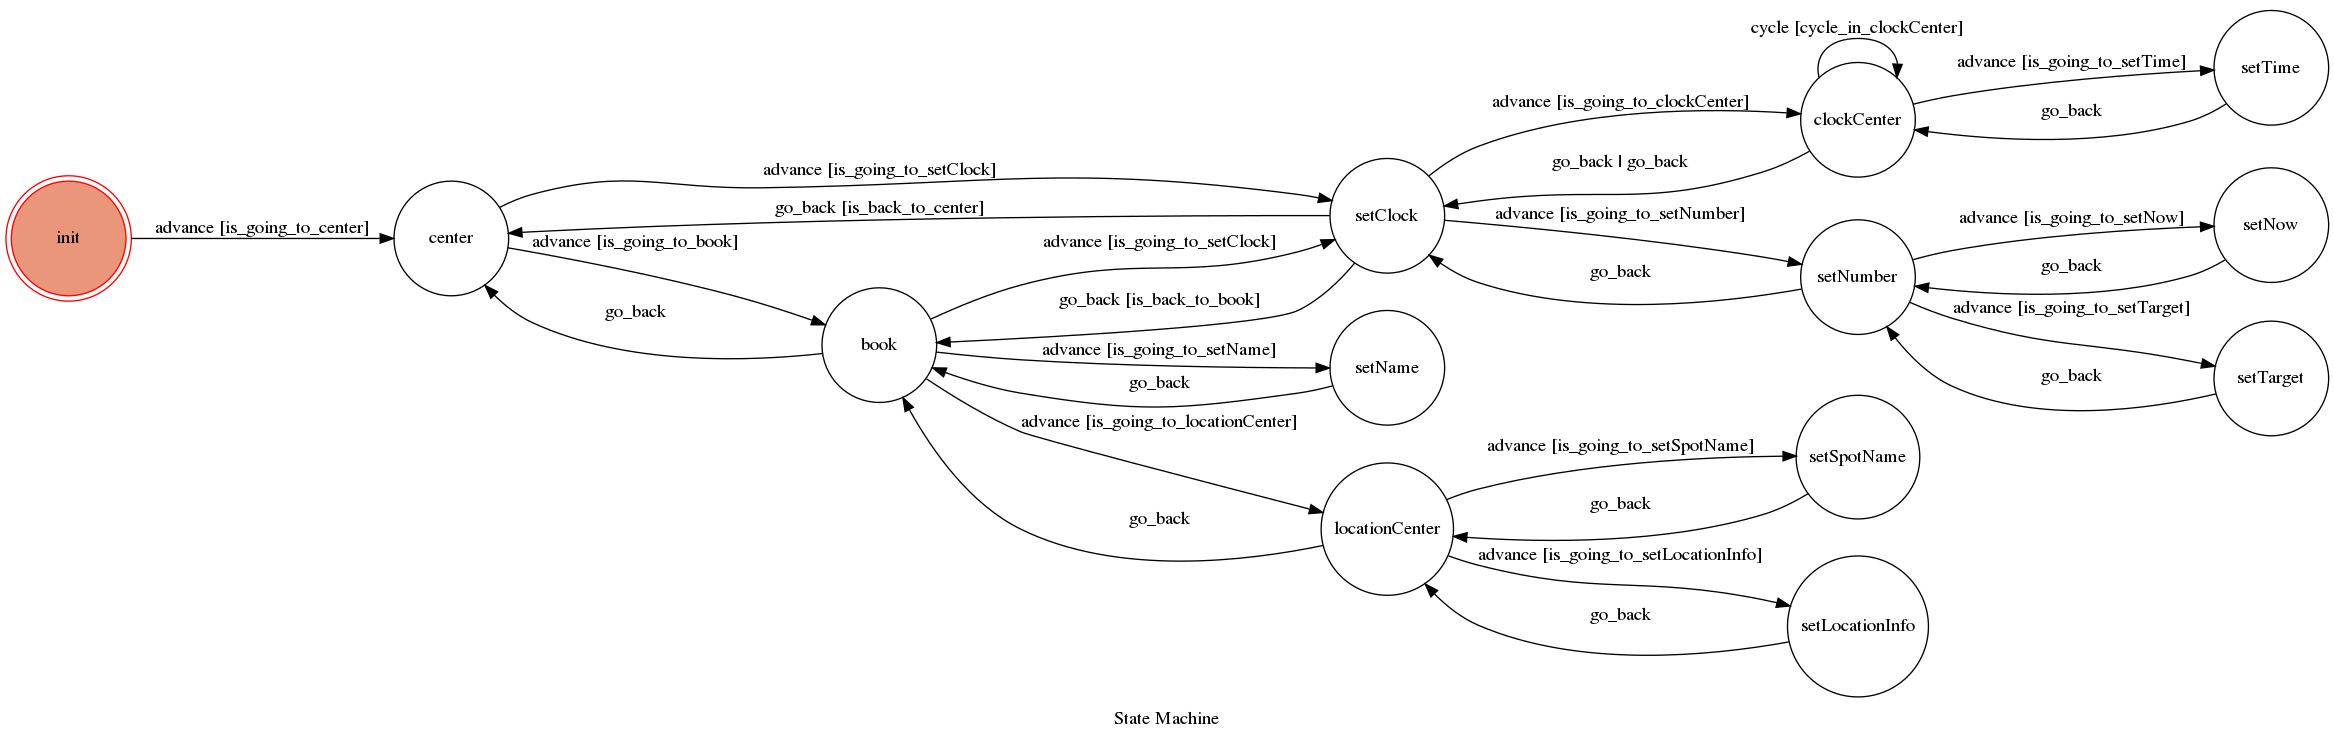 cycle [cycle_in_clockCenter]
advance [is_going_to_setTime]
setTime
advance [is_going_to_clockCenter]
go_back
clockCenter
go_back | go_back
advance [is_going_to_setClock]
go_back [is_back_to_center]
setClock
advance [is_going_to_setNumber]
advance [is_going_to_setNow]
setNow
init
advance [is_going_to_center]
center
advance [is_going_to_book]
advance [is_going_to_setClock]
go_back
setNumber
go_back
go_back [is_back_to_book]
go_back
advance [is_going_to_setTarget]
book
advance [is_going_to_setName]
setName
go_back
go_back
setTarget
advance [is_going_to_locationCenter]
advance [is_going_to_setSpotName]
setSpotName
go_back
go_back
locationCenter
advance [is_going_to_setLocationInfo]
go_back
setLocationInfo
State Machine